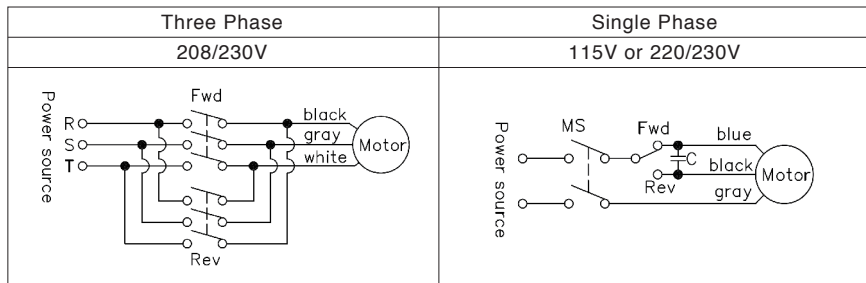 Three Phase
Single Phase
208/230V
115V or 220/230V
Power source
R
S
T
Fwd
black
gray
white
Motor
Rev
Power source
MS
Fwd
blue
C
black
Rev
gray
Motor